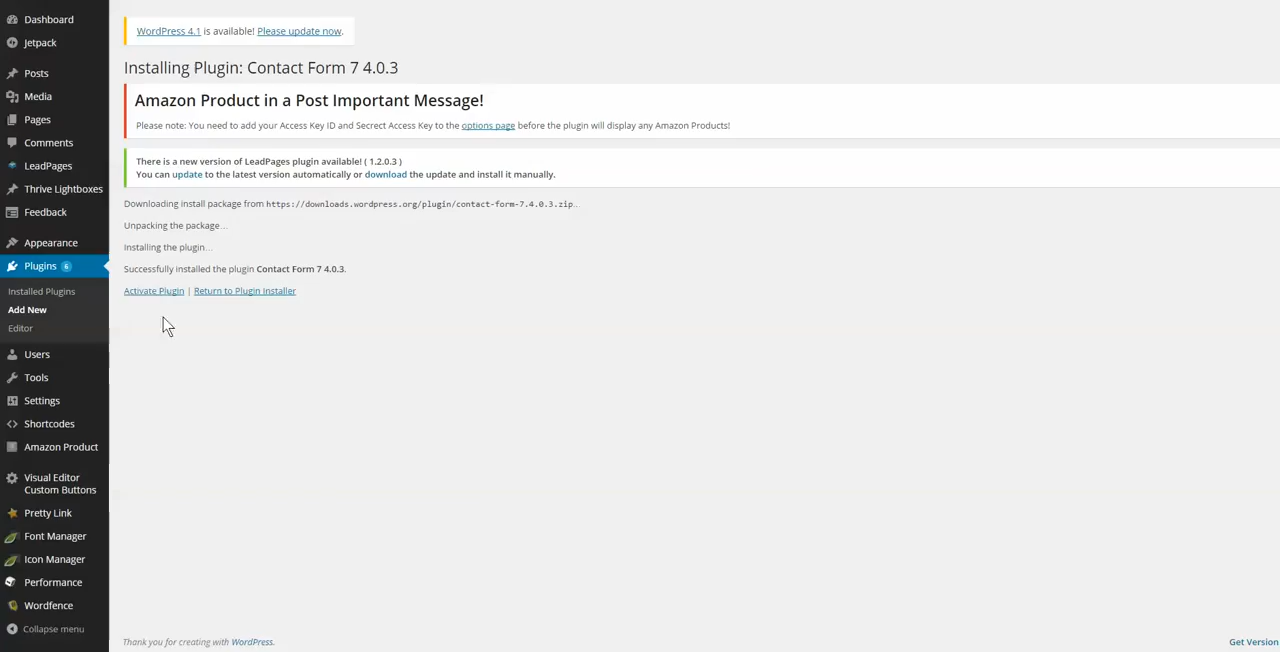 Dashboard
Jetpack
Posts
Media
Pages
Comments
LeadPages
Thrive Lightboxes
Feedback
Appearance
Plugins 6
Installed Plugins
Add New
Editor
Users
Tools
Settings
Shortcodes
Amazon Product
Visual Editor
Custom Buttons
Pretty Link
Font Manager
Icon Manager
Performance
Wordfence
Collapse menu
WordPress 4.1 is available! Please update now.
Installing Plugin: Contact Form 7 4.0.3
Amazon Product in a Post Important Message!
Please note: You need to add your Access Key ID and Secrect Access Key to the options page before the plugin will display any Amazon Products!
There is a new version of LeadPages plugin available! ( 1.2.0.3 )
You can update to the latest version automatically or download the update and install it manually.
Downloading install package from https://downloads.wordpress.org/plugin/contact-form-7.4.0.3.zip…
Unpacking the package…
Installing the plugin…
Successfully installed the plugin Contact Form 7 4.0.3.
Activate Plugin | Return to Plugin Installer
Thank you for creating with WordPress.
Get Version